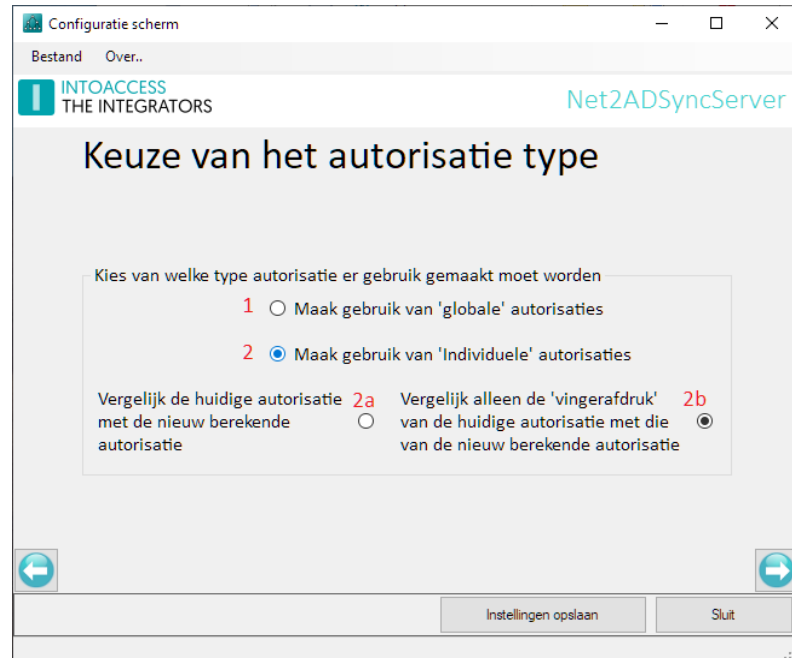 Configuratie scherm
Bestand Over..
INTOACCESS
THE INTEGRATORS
Net2ADSyncServer
Keuze van het autorisatie type
Kies van welke type autorisatie er gebruik gemaakt moet worden
1 Maak gebruik van 'globale' autorisaties
2 Maak gebruik van 'Individuele' autorisaties
Vergelijk de huidige autorisatie 2a
met de nieuw berekende
autorisatie
Vergelijk alleen de 'vingerafdruk' 2b
van de huidige autorisatie met die
van de nieuw berekende autorisatie
Instellingen opslaan
Sluit